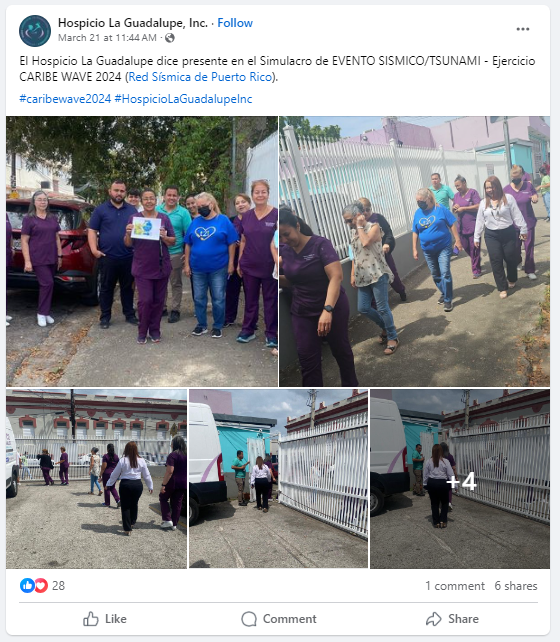 Hospicio La Guadalupe, Inc. · Follow
March 21 at 11:44 AM ·
El Hospicio La Guadalupe dice presente en el Simulacro de EVENTO SISMICO/TSUNAMI - Ejercicio
CARIBE WAVE 2024 (Red Sísmica de Puerto Rico).
#caribewave2024 #HospicioLaGuadalupeInc
+4
28
1 comment 6 shares
Like Comment Share